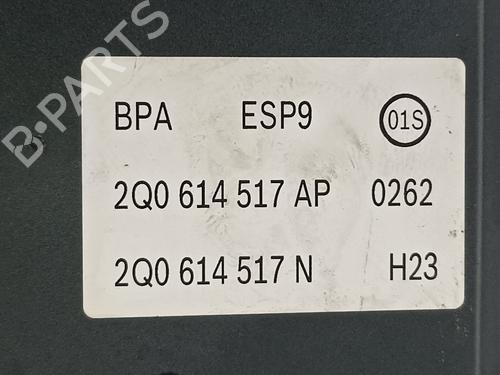 B-PARTS
BPA ESP9 01S
2Q0 614 517 AP 0262
2Q0 614 517 N H23